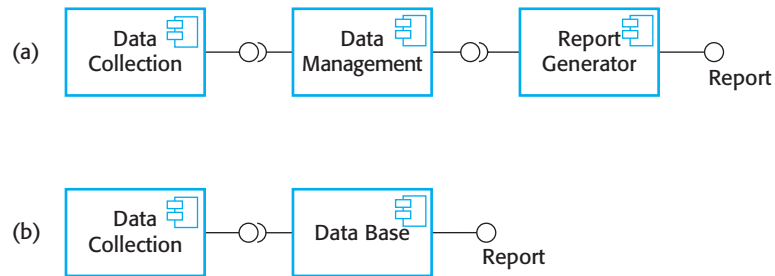 (a)
Data
Collection
Data
Management
Report
Generator
Report
(b)
Data
Collection
Data Base
Report